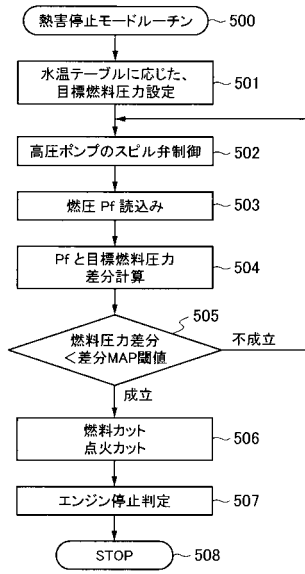 熱害停止モードルーチン
500
水温テーブルに応じた、
目標燃料圧力設定
501
高圧ポンプのスピル弁制御
502
燃圧 Pf 読込み
503
Pf と目標燃料圧力
差分計算
504
505
燃料圧力差分
<差分MAP閾値
不成立
成立
燃料カット
点火カット
506
エンジン停止判定
507
STOP
508